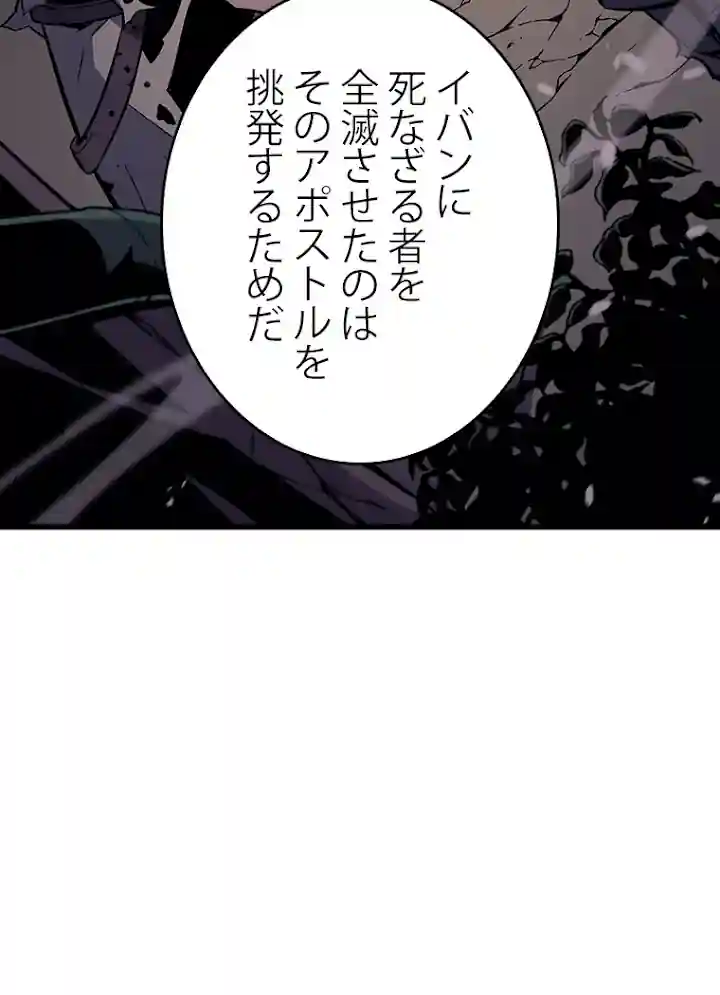 イバンに
死なざる者を
全滅させたのは
そのアポストルを
挑発するためだ